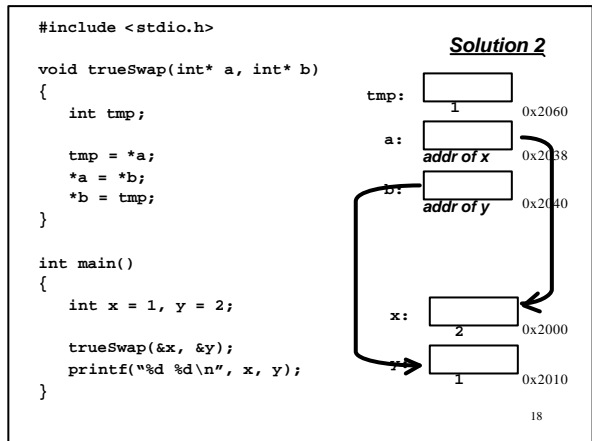 #include <stdio.h>
void trueSwap(int* a, int* b)
{
int tmp;
tmp = *a;
*a = *b;
*b = tmp;
}
int main()
{
int x = 1, y = 2;
trueSwap(&x, &y);
printf(“%d %d\n”, x, y);
}
Solution 2
tmp:
1
0x2060
a:
addr of x
0x2038
b:
addr of y
0x2040
x:
2
0x2000
y:
1
0x2010
18